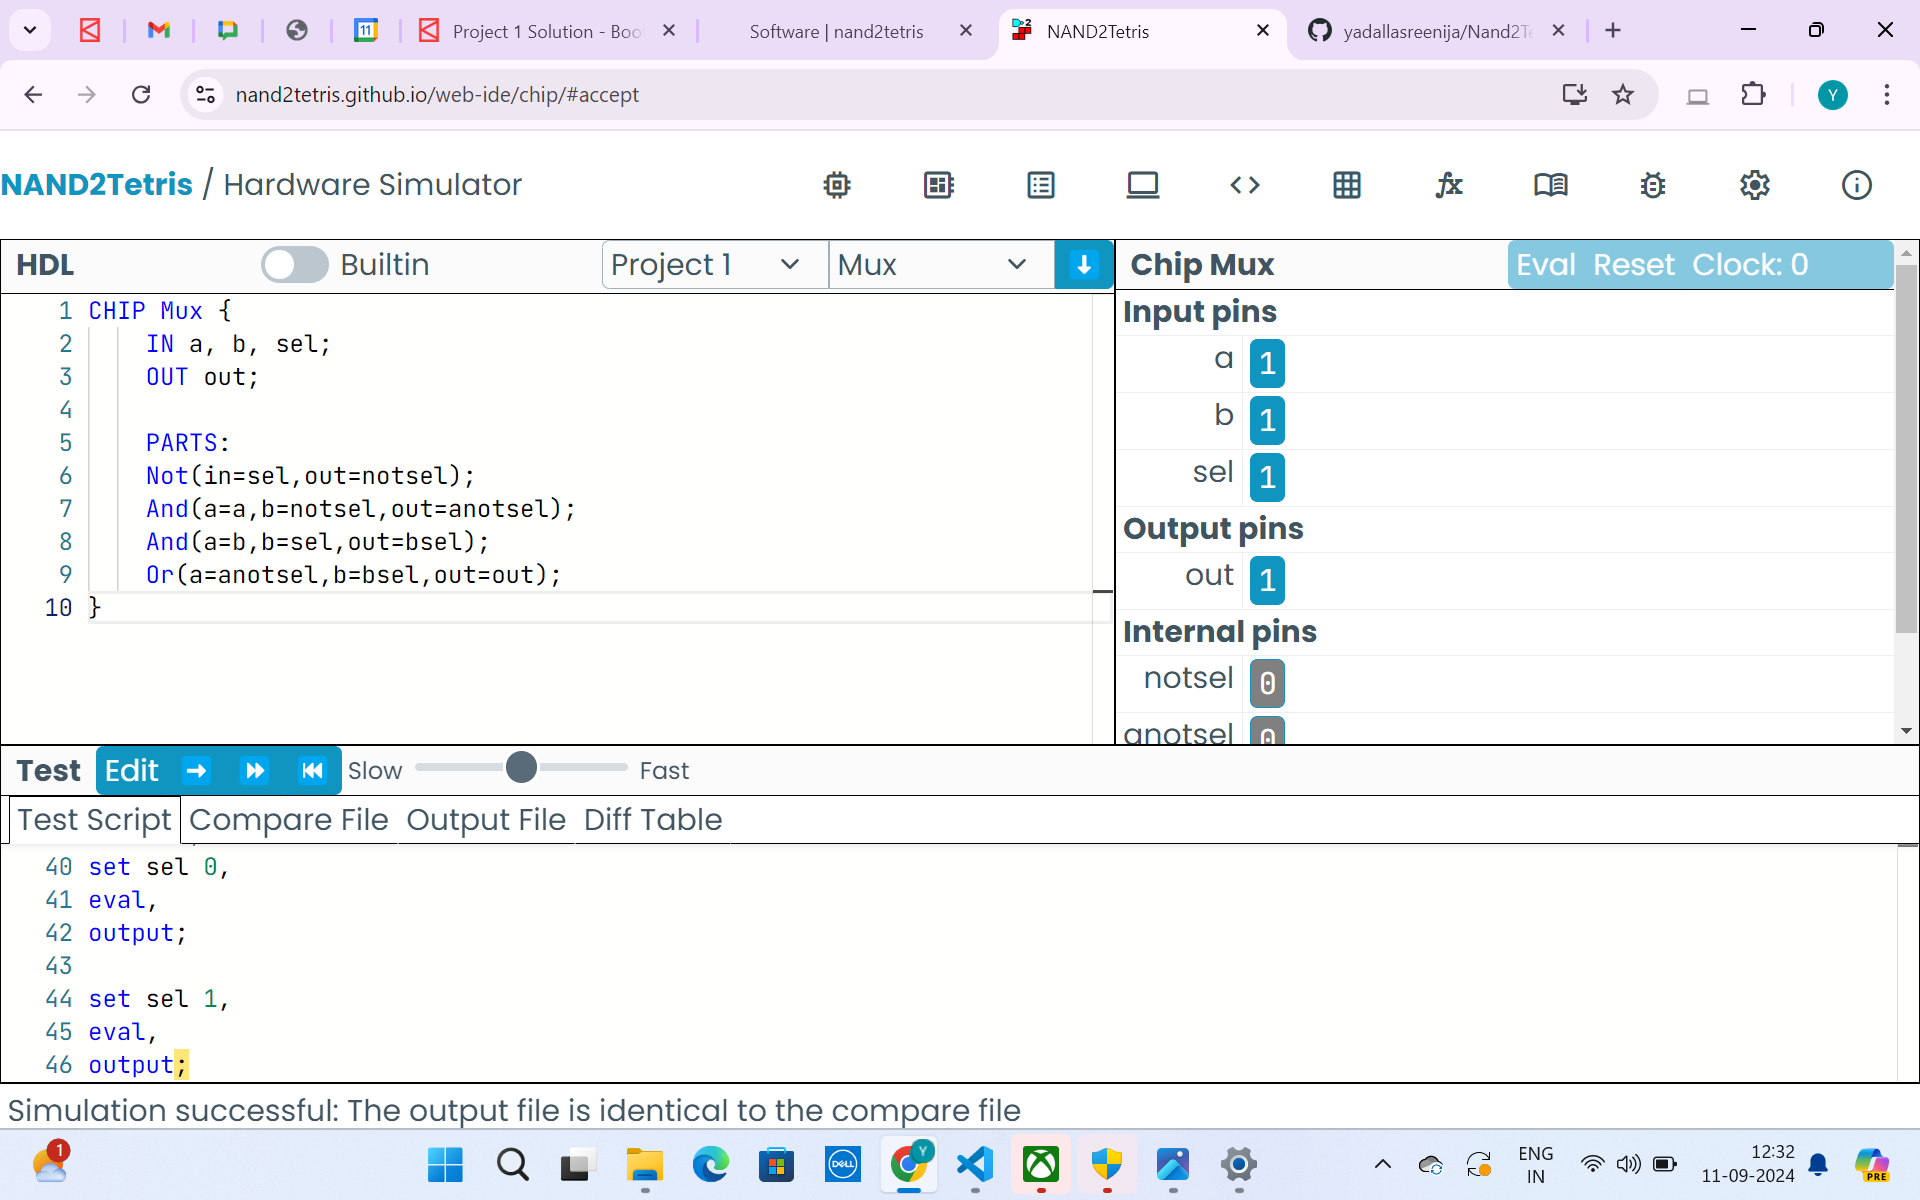 11
Project 1 Solution - Boo
Software | nand2tetris
NAND2Tetris
yadallasreenija/Nand2Te
nand2tetris.github.io/web-ide/chip/#accept
Y
NAND2Tetris / Hardware Simulator
HDL
Builtin
Project 1
Mux
Chip Mux
Eval Reset Clock: 0
1 CHIP Mux {
2 IN a, b, sel;
3 OUT out;
4
5 PARTS:
6 Not(in=sel,out=notsel);
7 And(a=a,b=notsel,out=anotsel);
8 And(a=b,b=sel,out=bsel);
9 Or(a=anotsel,b=bsel,out=out);
10 }
Input pins
a 1
b 1
sel 1
Output pins
out 1
Internal pins
notsel 0
anotsel 0
Test Edit Slow Fast
Test Script Compare File Output File Diff Table
40 set sel 0,
41 eval,
42 output;
43
44 set sel 1,
45 eval,
46 output;
Simulation successful: The output file is identical to the compare file
1
DELL
Y
ENG
IN
12:32
11-09-2024
PRE